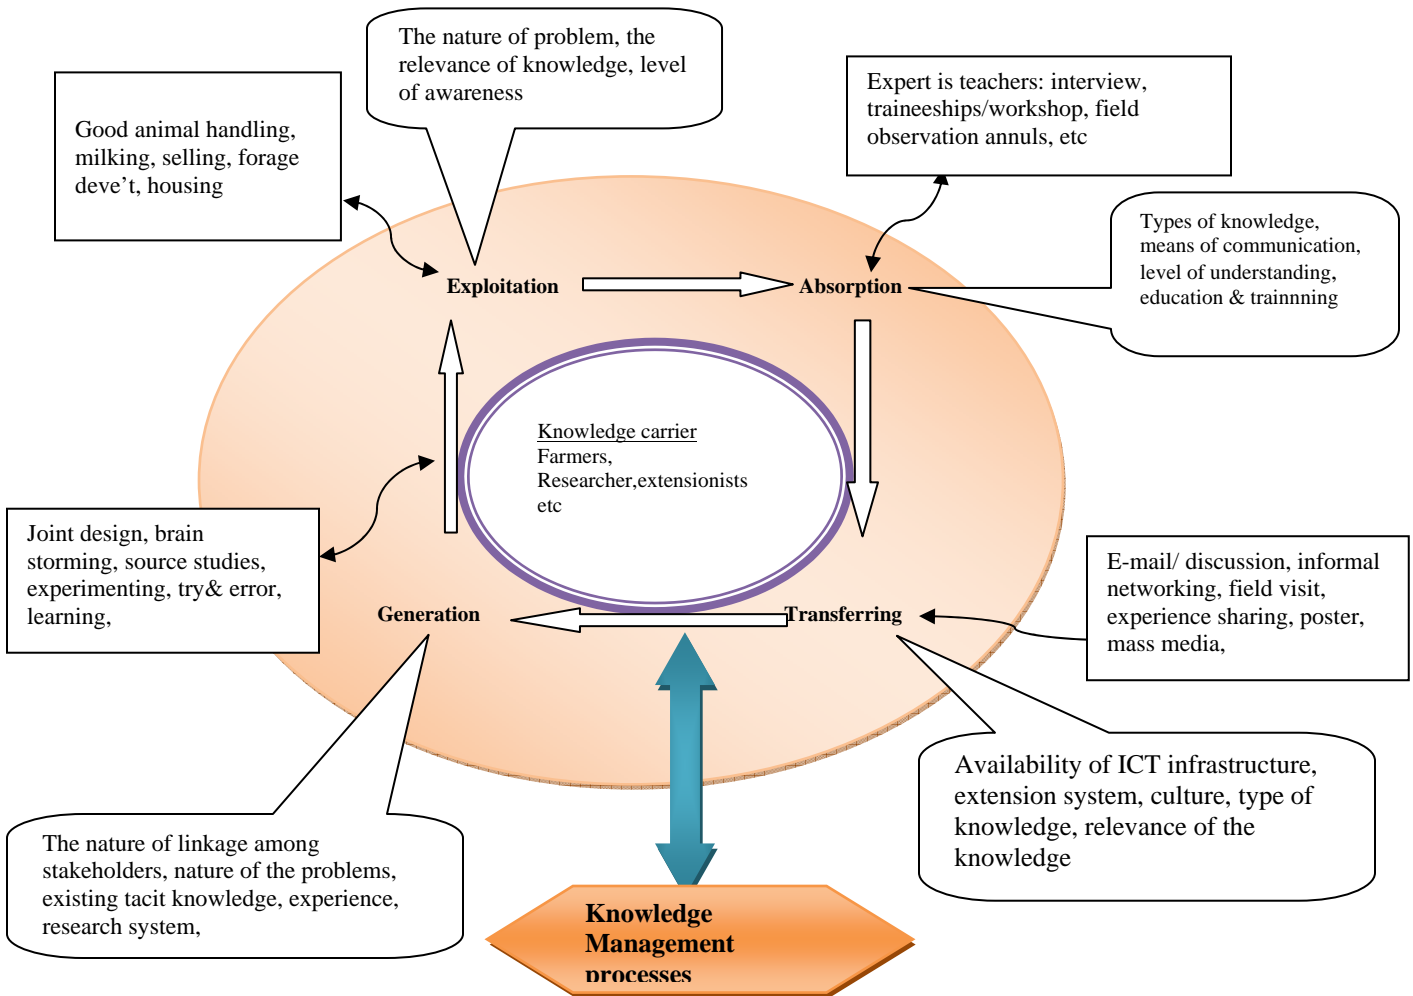 The nature of problem, the
relevance of knowledge, level
of awareness
Good animal handling,
milking, selling, forage
deve't, housing
Expert is teachers: interview,
traineeships/workshop, field
observation annuls, etc
Types of knowledge,
means of communication,
level of understanding,
education & trainnning
Exploitation
Absorption
Knowledge carrier
Farmers,
Researcher,extensionists
etc
Joint design, brain
storming, source studies,
experimenting, try& error,
learning,
E-mail/ discussion, informal
networking, field visit,
experience sharing, poster,
mass media,
Generation
Transferring
Availability of ICT infrastructure,
extension system, culture, type of
knowledge, relevance of the
knowledge
The nature of linkage among
stakeholders, nature of the problems,
existing tacit knowledge, experience,
research system,
Knowledge
Management
processes